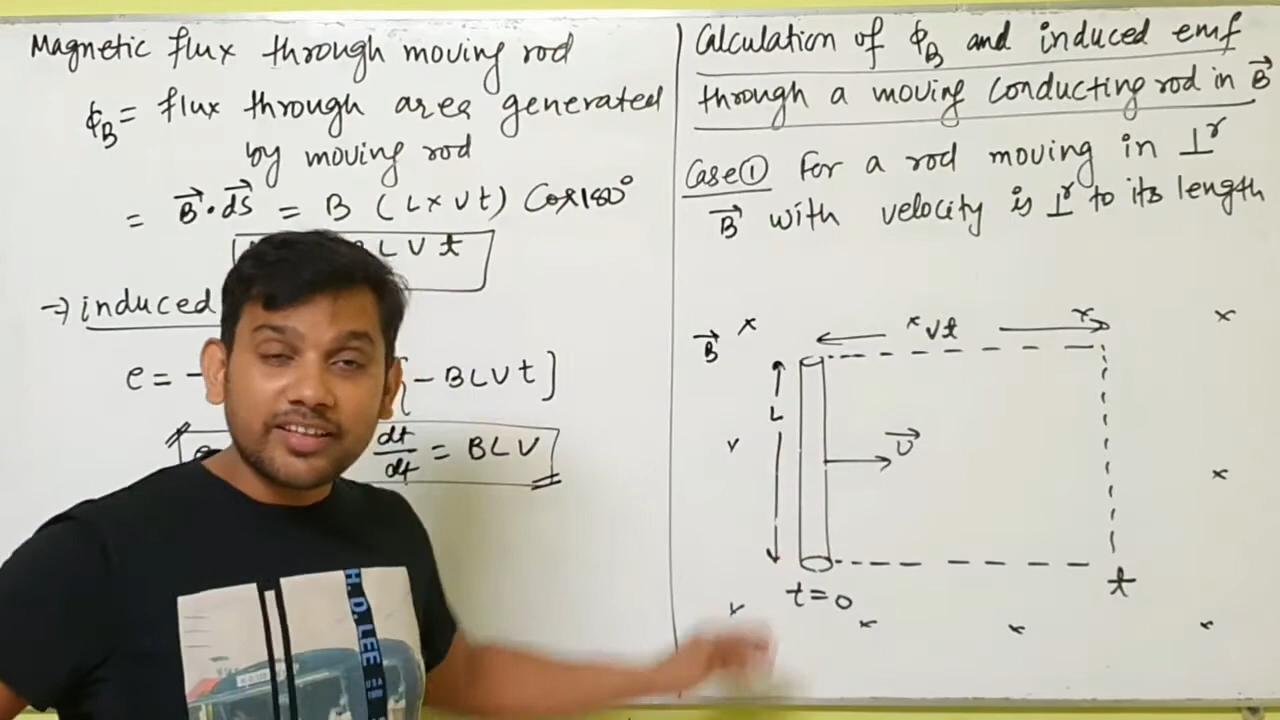 Magnetic flux through moving rod
ϕB = flux through area generated
by moving rod
= B⃗ · ds⃗ = B (L × vt) Cos180°
BLvt
→ induced
e = - [-BLvt]
dt/dt = BLv
Calculation of ϕB and induced emf
through a moving conducting rod in B⃗
Case① For a rod moving in ⊥r
B⃗ with velocity is ⊥r to its length
x x vt x x
B⃗
L
v⃗
x x
t=0 t
x x x x
H.D. LEE
USA